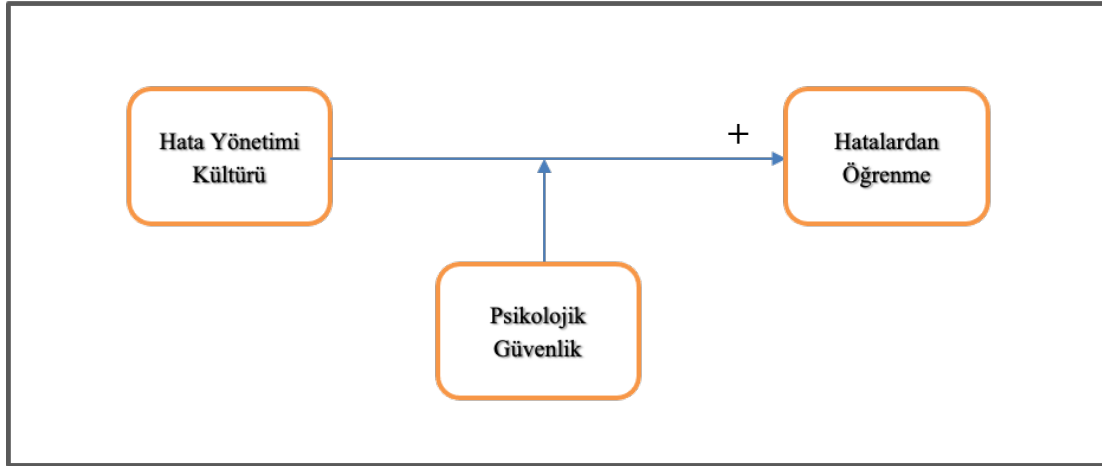 Hata Yönetimi
Kültürü
+
Hatalardan
Öğrenme
Psikolojik
Güvenlik